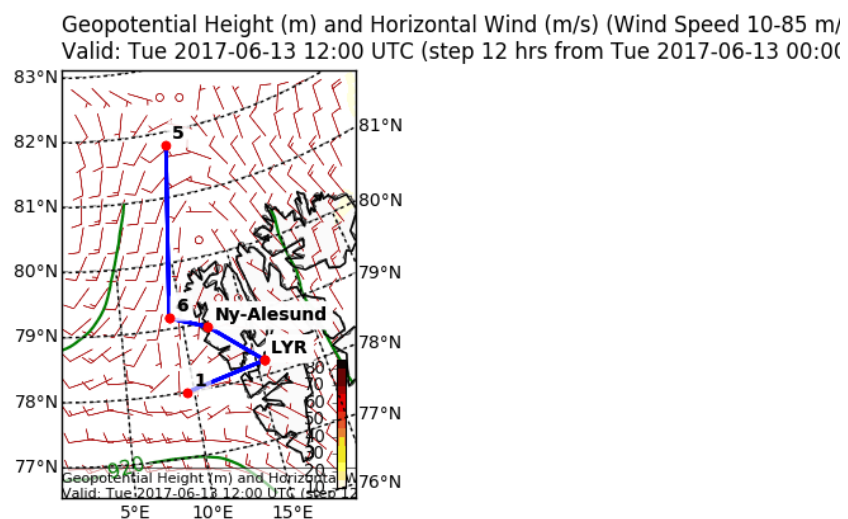 Geopotential Height (m) and Horizontal Wind (m/s) (Wind Speed 10-85 m/
Valid: Tue 2017-06-13 12:00 UTC (step 12 hrs from Tue 2017-06-13 00:00
83°N
82°N
81°N
80°N
79°N
78°N
77°N
81°N
80°N
79°N
78°N
77°N
76°N
5
6
Ny-Alesund
LYR
1
80
70
60
50
40
30
20
10
920
Geopotential Height (m) and Horizontal W
Valid: Tue 2017-06-13 12:00 UTC (step 12
5°E
10°E
15°E